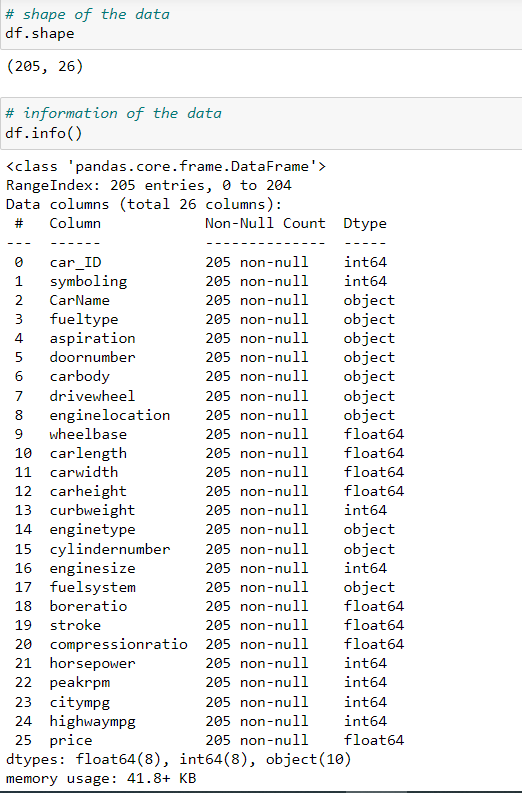 # shape of the data
df.shape
(205, 26)
# information of the data
df.info()
<class 'pandas.core.frame.DataFrame'>
RangeIndex: 205 entries, 0 to 204
Data columns (total 26 columns):
 #   Column            Non-Null Count  Dtype
---  ------            --------------  -----
 0   car_ID            205 non-null    int64
 1   symboling         205 non-null    int64
 2   CarName           205 non-null    object
 3   fueltype          205 non-null    object
 4   aspiration        205 non-null    object
 5   doornumber        205 non-null    object
 6   carbody           205 non-null    object
 7   drivewheel        205 non-null    object
 8   enginelocation    205 non-null    object
 9   wheelbase         205 non-null    float64
 10  carlength         205 non-null    float64
 11  carwidth          205 non-null    float64
 12  carheight         205 non-null    float64
 13  curbweight        205 non-null    int64
 14  enginetype        205 non-null    object
 15  cylindernumber    205 non-null    object
 16  enginesize        205 non-null    int64
 17  fuelsystem        205 non-null    object
 18  boreratio         205 non-null    float64
 19  stroke            205 non-null    float64
 20  compressionratio  205 non-null    float64
 21  horsepower        205 non-null    int64
 22  peakrpm           205 non-null    int64
 23  citympg           205 non-null    int64
 24  highwaympg        205 non-null    int64
 25  price             205 non-null    float64
dtypes: float64(8), int64(8), object(10)
memory usage: 41.8+ KB